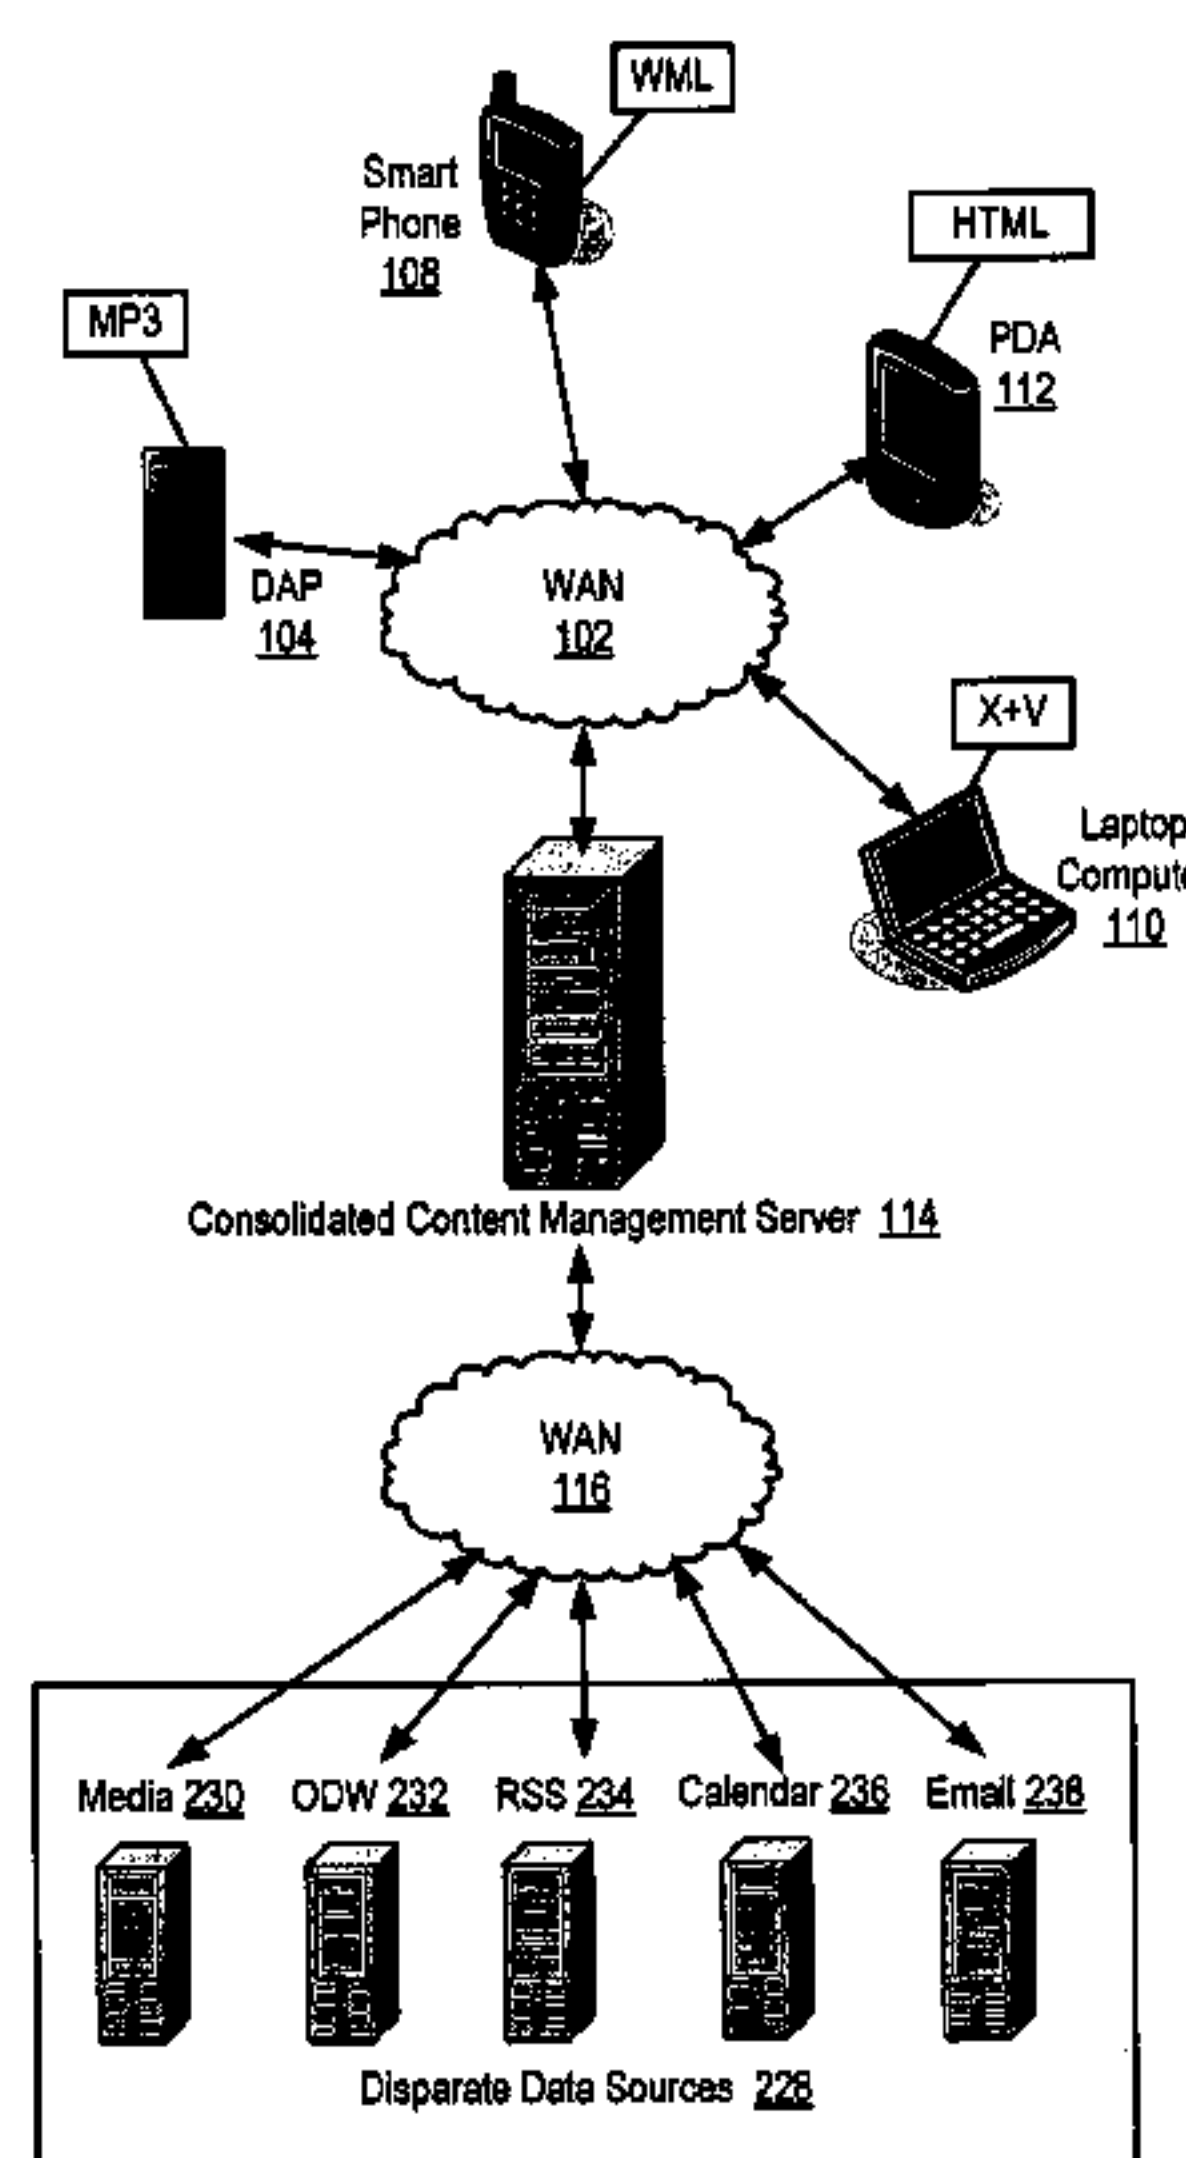 WML
Smart
Phone
108
HTML
PDA
112
MP3
DAP
104
WAN
102
X+V
Laptop
Compute
110
Consolidated Content Management Server 114
WAN
116
Media 230 ODW 232 RSS 234 Calendar 236 Email 238
Disparate Data Sources 228